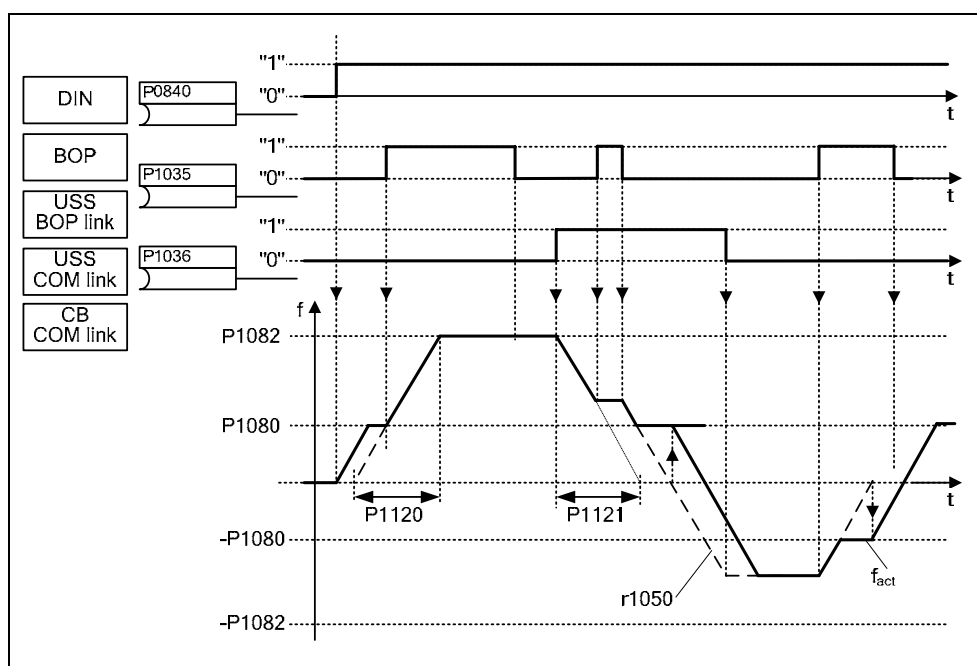 "1"
DIN
P0840
"0"
t
BOP
"1"
P1035
"0"
t
USS
BOP link
"1"
USS
COM link
P1036
"0"
t
CB
COM link
f
P1082
P1080
t
P1120
P1121
-P1080
fact
r1050
-P1082